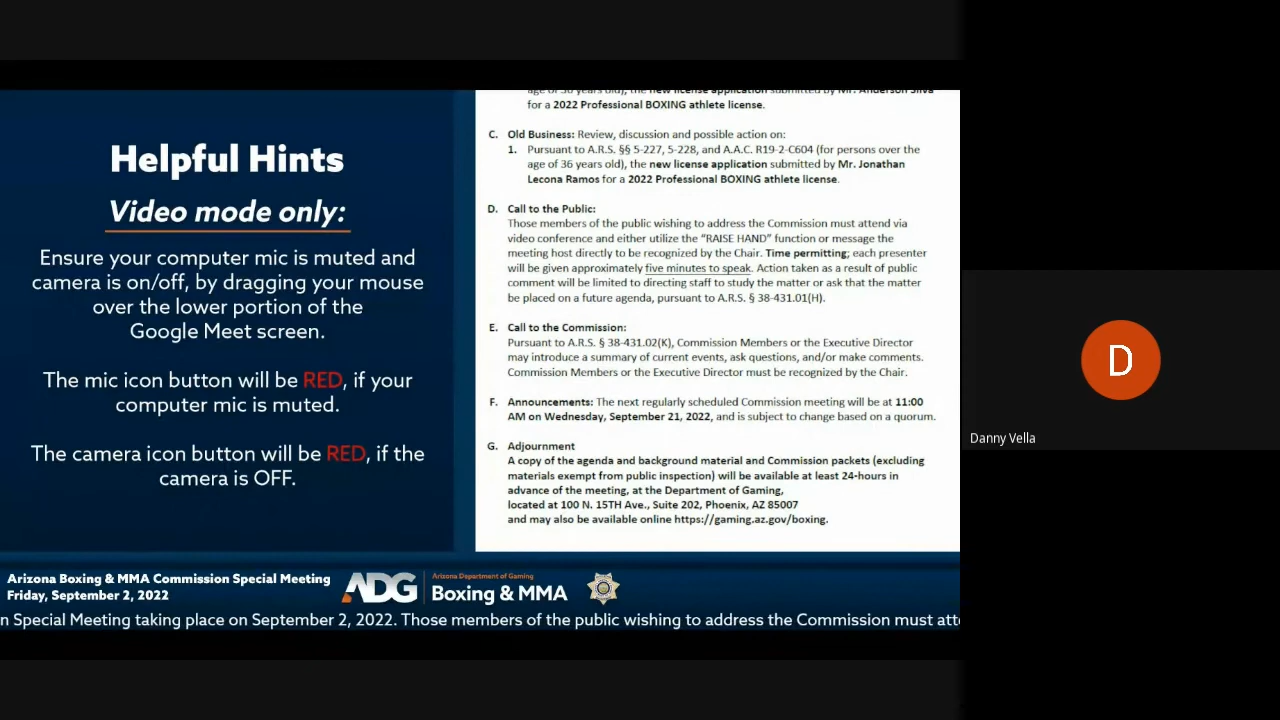 Helpful Hints
Video mode only:
Ensure your computer mic is muted and
camera is on/off, by dragging your mouse
over the lower portion of the
Google Meet screen.
The mic icon button will be RED, if your
computer mic is muted.
The camera icon button will be RED, if the
camera is OFF.
age of 36 years old), the new license application submitted by Mr. Anderson Silva
for a 2022 Professional BOXING athlete license.
C. Old Business: Review, discussion and possible action on:
1. Pursuant to A.R.S. §§ 5-227, 5-228, and A.A.C. R19-2-C604 (for persons over the
age of 36 years old), the new license application submitted by Mr. Jonathan
Lecona Ramos for a 2022 Professional BOXING athlete license.
D. Call to the Public:
Those members of the public wishing to address the Commission must attend via
video conference and either utilize the “RAISE HAND” function or message the
meeting host directly to be recognized by the Chair. Time permitting; each presenter
will be given approximately five minutes to speak. Action taken as a result of public
comment will be limited to directing staff to study the matter or ask that the matter
be placed on a future agenda, pursuant to A.R.S. § 38-431.01(H).
E. Call to the Commission:
Pursuant to A.R.S. § 38-431.02(K), Commission Members or the Executive Director
may introduce a summary of current events, ask questions, and/or make comments.
Commission Members or the Executive Director must be recognized by the Chair.
F. Announcements: The next regularly scheduled Commission meeting will be at 11:00
AM on Wednesday, September 21, 2022, and is subject to change based on a quorum.
G. Adjournment
A copy of the agenda and background material and Commission packets (excluding
materials exempt from public inspection) will be available at least 24-hours in
advance of the meeting, at the Department of Gaming,
located at 100 N. 15TH Ave., Suite 202, Phoenix, AZ 85007
and may also be available online https://gaming.az.gov/boxing.
D
Danny Vella
Arizona Boxing & MMA Commission Special Meeting
Friday, September 2, 2022
ADG
Arizona Department of Gaming
Boxing & MMA
n Special Meeting taking place on September 2, 2022. Those members of the public wishing to address the Commission must atte